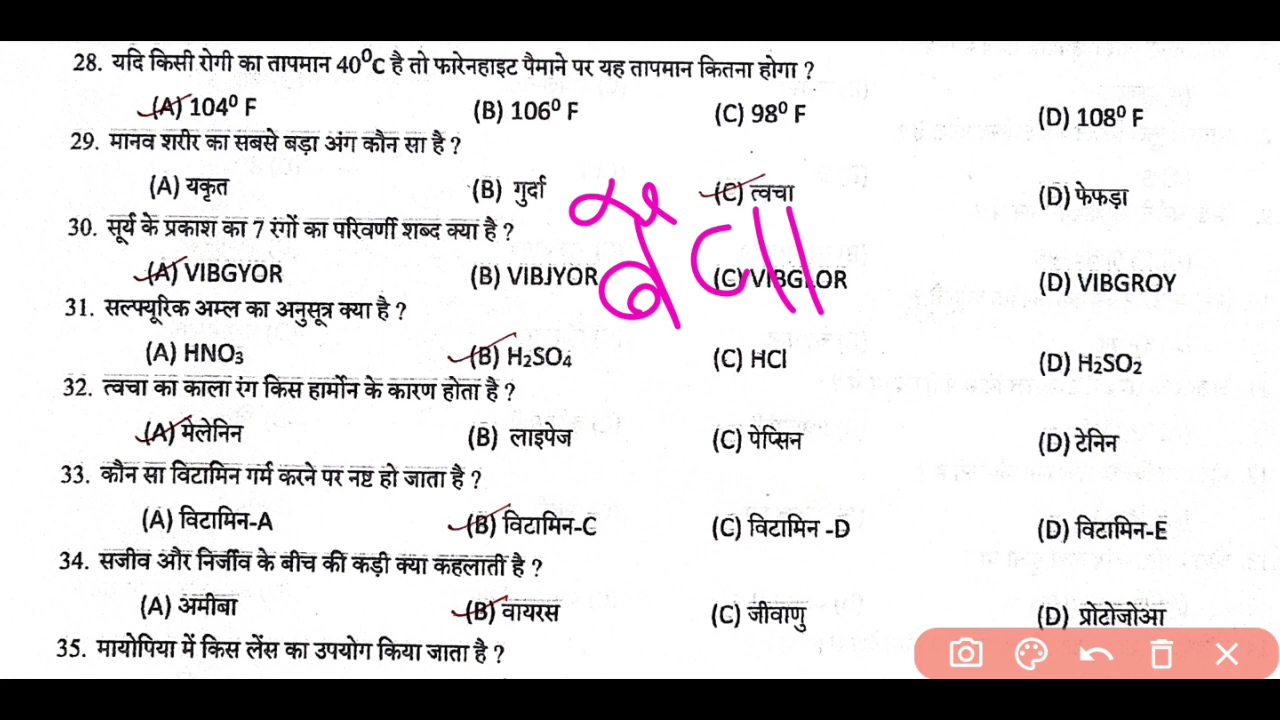 28. यदि किसी रोगी का तापमान 40⁰C है तो फारेनहाइट पैमाने पर यह तापमान कितना होगा ?
(A) 104⁰ F (B) 106⁰ F (C) 98⁰ F (D) 108⁰ F
29. मानव शरीर का सबसे बड़ा अंग कौन सा है ?
(A) यकृत (B) गुर्दा (C) त्वचा (D) फेफड़ा
30. सूर्य के प्रकाश का 7 रंगों का परिवर्णी शब्द क्या है ?
(A) VIBGYOR (B) VIBJYOR (C) VIBGLOR (D) VIBGROY
31. सल्फ्यूरिक अम्ल का अनुसूत्र क्या है ?
(A) HNO₃ (B) H₂SO₄ (C) HCl (D) H₂SO₂
32. त्वचा का काला रंग किस हार्मोन के कारण होता है ?
(A) मेलेनिन (B) लाइपेज (C) पेप्सिन (D) टेनिन
33. कौन सा विटामिन गर्म करने पर नष्ट हो जाता है ?
(A) विटामिन-A (B) विटामिन-C (C) विटामिन -D (D) विटामिन-E
34. सजीव और निर्जीव के बीच की कड़ी क्या कहलाती है ?
(A) अमीबा (B) वायरस (C) जीवाणु (D) प्रोटोजोआ
35. मायोपिया में किस लेंस का उपयोग किया जाता है ?